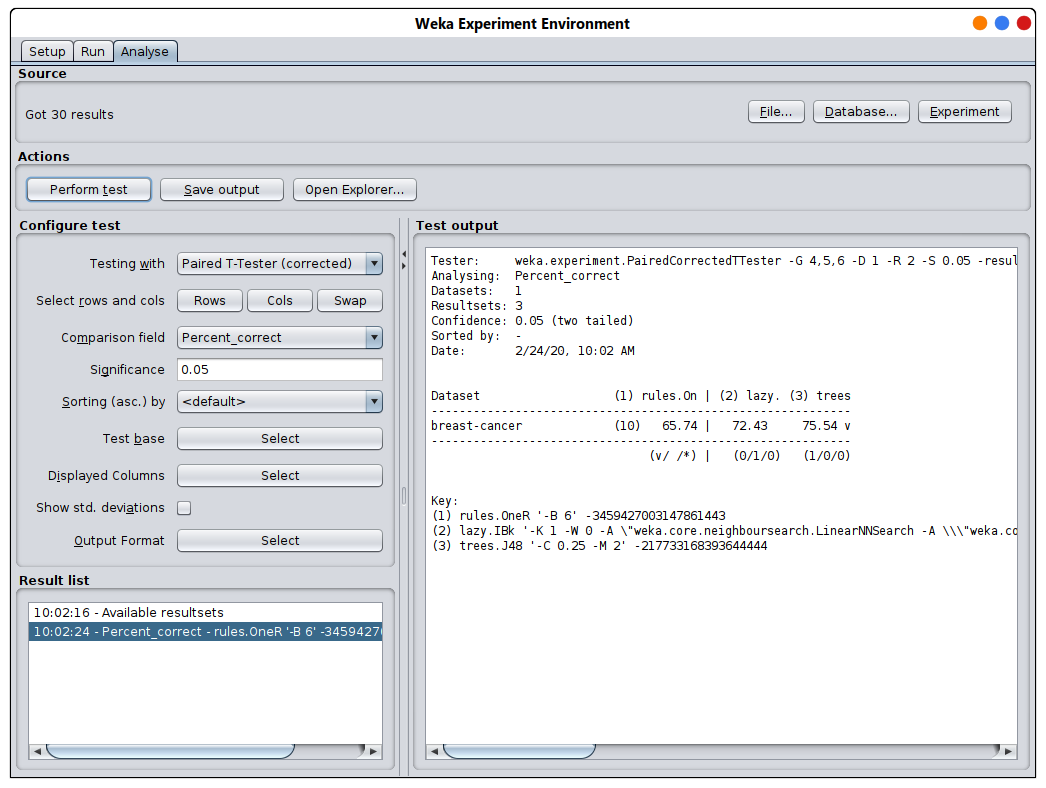 Weka Experiment Environment
Setup Run Analyse
Source
Got 30 results File... Database... Experiment
Actions
Perform test Save output Open Explorer...
Configure test
Testing with Paired T-Tester (corrected)
Select rows and cols Rows Cols Swap
Comparison field Percent_correct
Significance 0.05
Sorting (asc.) by <default>
Test base Select
Displayed Columns Select
Show std. deviations
Output Format Select
Result list
10:02:16 - Available resultsets
10:02:24 - Percent_correct - rules.OneR '-B 6' -34594270
Test output
Tester: weka.experiment.PairedCorrectedTTester -G 4,5,6 -D 1 -R 2 -S 0.05 -resul
Analysing: Percent_correct
Datasets: 1
Resultsets: 3
Confidence: 0.05 (two tailed)
Sorted by: -
Date: 2/24/20, 10:02 AM
Dataset (1) rules.On | (2) lazy. (3) trees
----------------------------------------------------------------------
breast-cancer (10) 65.74 | 72.43 75.54 v
----------------------------------------------------------------------
(v/ /*) | (0/1/0) (1/0/0)
Key:
(1) rules.OneR '-B 6' -3459427003147861443
(2) lazy.IBk '-K 1 -W 0 -A \"weka.core.neighboursearch.LinearNNSearch -A \\\"weka.co
(3) trees.J48 '-C 0.25 -M 2' -217733168393644444